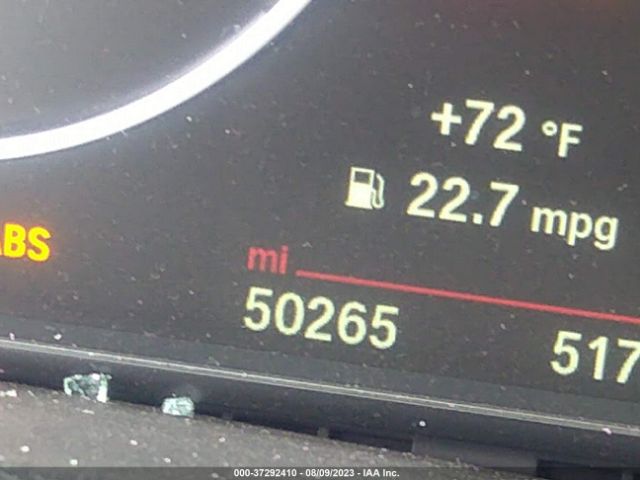 +72 °F
22.7 mpg
ABS
mi
50265 517
000-37292410 - 08/09/2023 - IAA Inc.